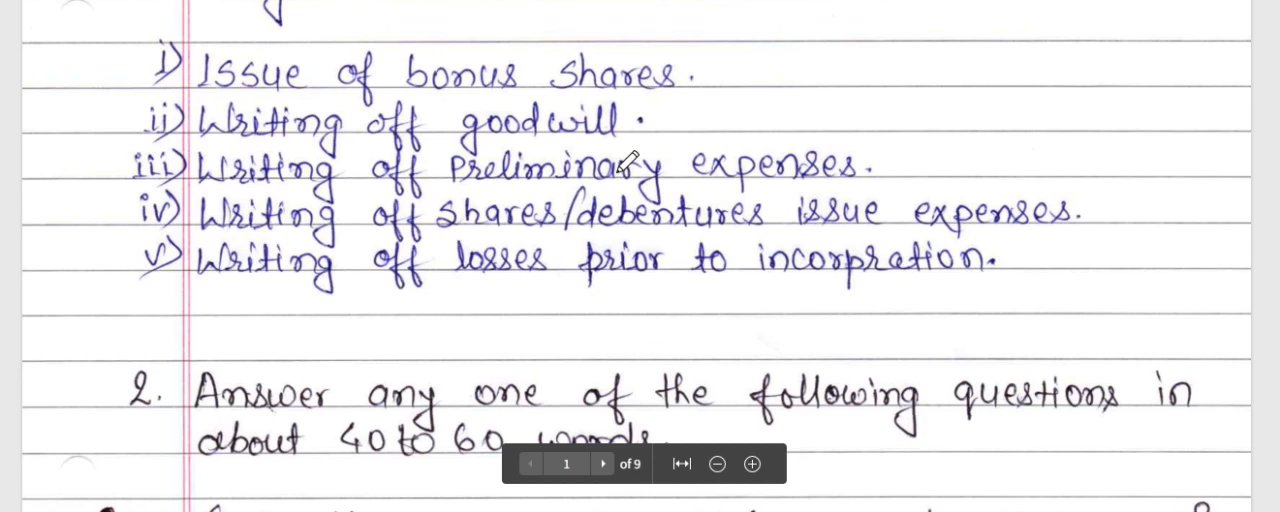 i) Issue of bonus shares.
ii) Writing off goodwill.
iii) Writing off Preliminary expenses.
iv) Writing off shares/debentures issue expenses.
v) Writing off losses prior to incorpration.
2. Answer any one of the following questions in
about 40 to 60 words.
1 of 9